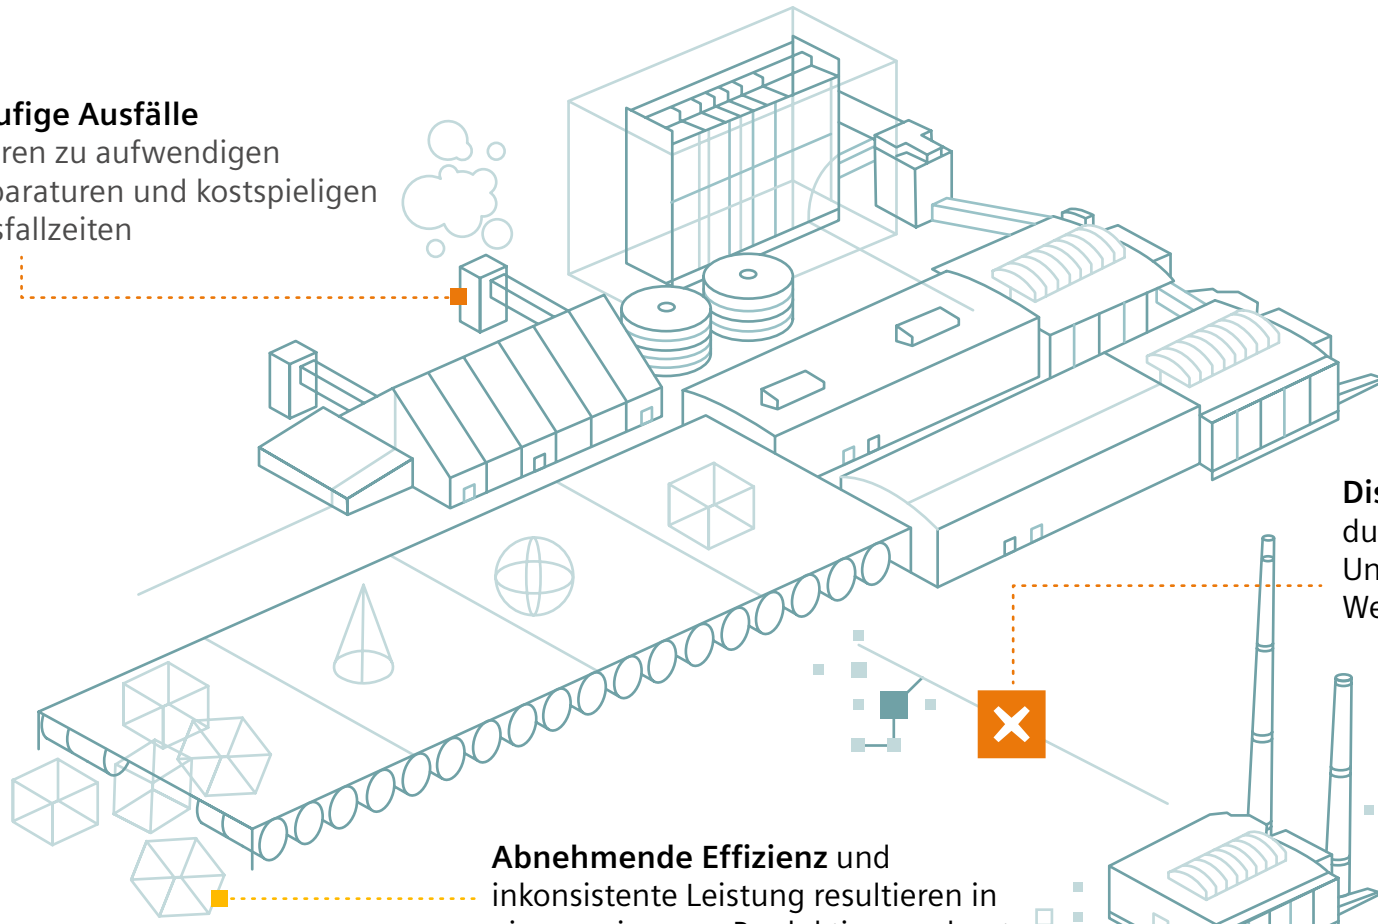 ufige Ausfälle
ren zu aufwendigen
paraturen und kostspieligen
sfallzeiten
Dis
du
Un
We
Abnehmende Effizienz und
inkonsistente Leistung resultieren in